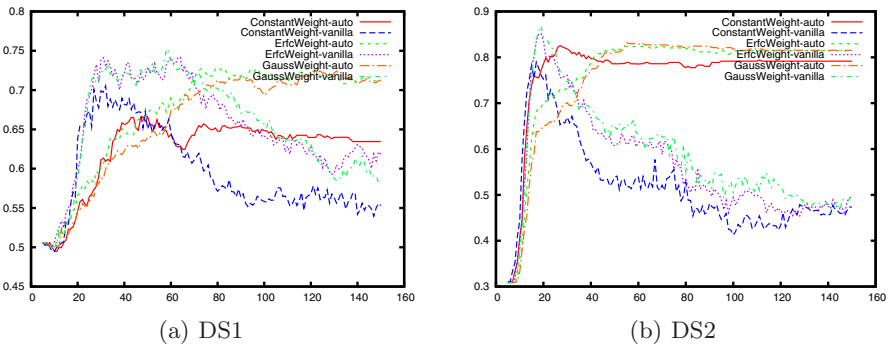 0.8
0.75
0.7
0.65
0.6
0.55
0.5
0.45
0 20 40 60 80 100 120 140 160
ConstantWeight-auto
ConstantWeight-vanilla
ErfcWeight-auto
ErfcWeight-vanilla
GaussWeight-auto
GaussWeight-vanilla
(a) DS1
0.9
0.8
0.7
0.6
0.5
0.4
0.3
0 20 40 60 80 100 120 140 160
ConstantWeight-auto
ConstantWeight-vanilla
ErfcWeight-auto
ErfcWeight-vanilla
GaussWeight-auto
GaussWeight-vanilla
(b) DS2